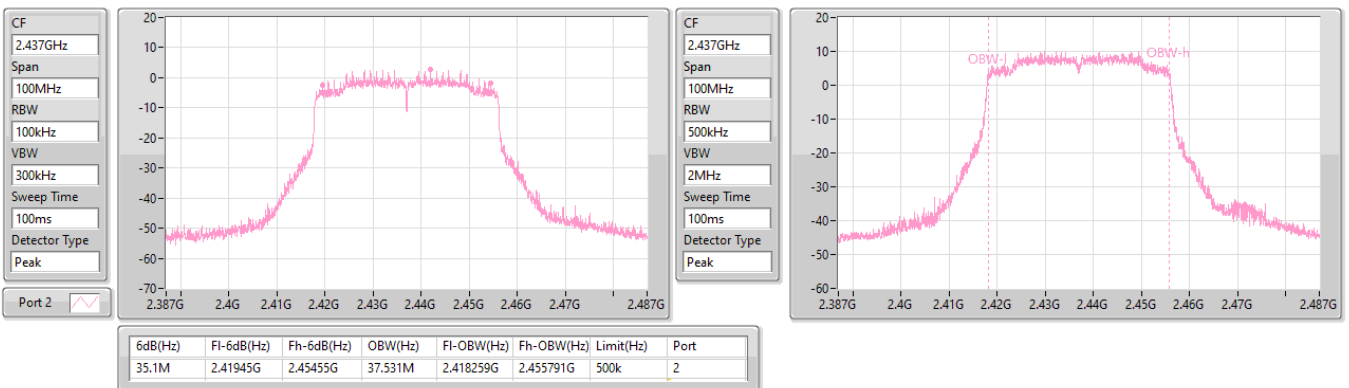 CF
2.437GHz
Span
100MHz
RBW
100kHz
VBW
300kHz
Sweep Time
100ms
Detector Type
Peak
Port 2
20
10
0
-10
-20
-30
-40
-50
-60
-70
2.387G 2.4G 2.41G 2.42G 2.43G 2.44G 2.45G 2.46G 2.47G 2.487G
CF
2.437GHz
Span
100MHz
RBW
500kHz
VBW
2MHz
Sweep Time
100ms
Detector Type
Peak
20
10
0
-10
-20
-30
-40
-50
-60
OBW-l OBW-h
2.387G 2.4G 2.41G 2.42G 2.43G 2.44G 2.45G 2.46G 2.47G 2.487G
6dB(Hz) Fl-6dB(Hz) Fh-6dB(Hz) OBW(Hz) Fl-OBW(Hz) Fh-OBW(Hz) Limit(Hz) Port
35.1M 2.41945G 2.45455G 37.531M 2.418259G 2.455791G 500k 2